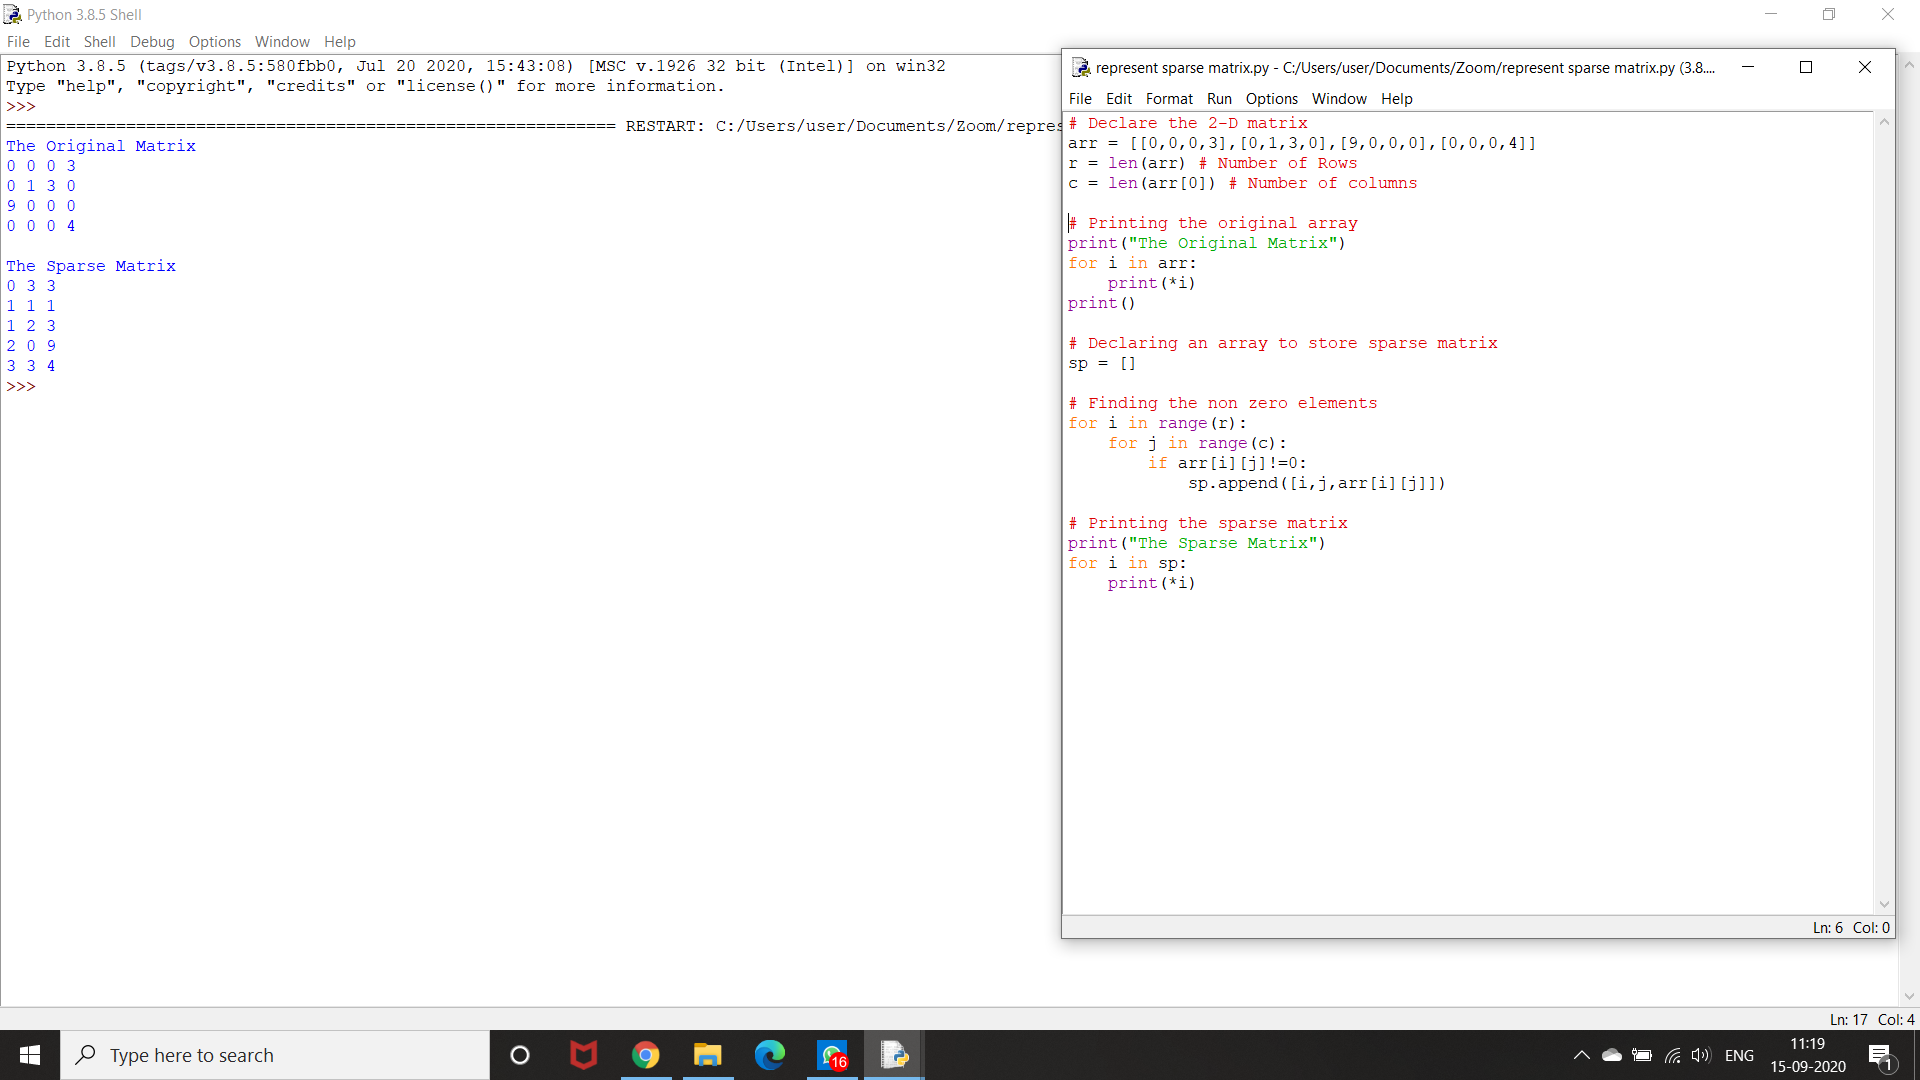 Python 3.8.5 Shell
File Edit Shell Debug Options Window Help
Python 3.8.5 (tags/v3.8.5:580fbb0, Jul 20 2020, 15:43:08) [MSC v.1926 32 bit (Intel)] on win32
Type "help", "copyright", "credits" or "license()" for more information.
>>>
============================================================= RESTART: C:/Users/user/Documents/Zoom/repres
The Original Matrix
0 0 0 3
0 1 3 0
9 0 0 0
0 0 0 4
The Sparse Matrix
0 3 3
1 1 1
1 2 3
2 0 9
3 3 4
>>>
represent sparse matrix.py - C:/Users/user/Documents/Zoom/represent sparse matrix.py (3.8....
File Edit Format Run Options Window Help
# Declare the 2-D matrix
arr = [[0,0,0,3],[0,1,3,0],[9,0,0,0],[0,0,0,4]]
r = len(arr) # Number of Rows
c = len(arr[0]) # Number of columns
# Printing the original array
print("The Original Matrix")
for i in arr:
    print(*i)
print()
# Declaring an array to store sparse matrix
sp = []
# Finding the non zero elements
for i in range(r):
    for j in range(c):
        if arr[i][j]!=0:
            sp.append([i,j,arr[i][j]])
# Printing the sparse matrix
print("The Sparse Matrix")
for i in sp:
    print(*i)
Ln: 6 Col: 0
Ln: 17 Col: 4
Type here to search
16
ENG
11:19
15-09-2020
1